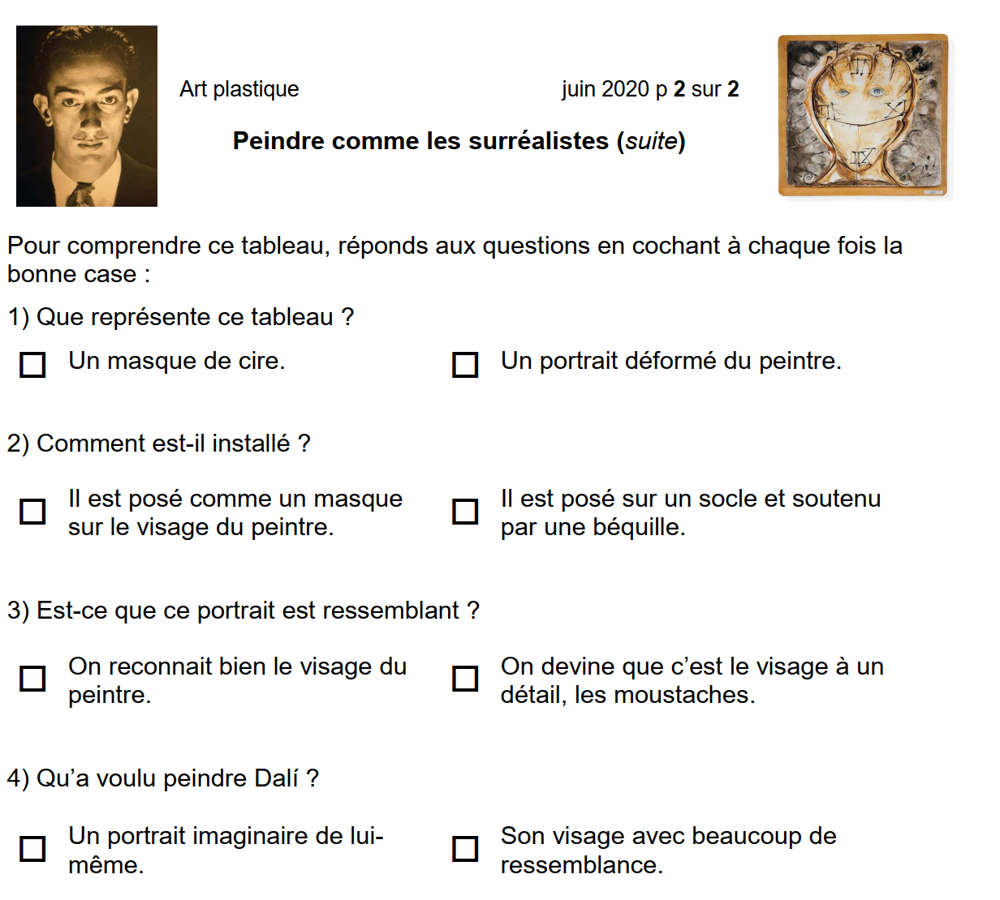 Art plastique juin 2020 p 2 sur 2
Peindre comme les surréalistes (suite)
Pour comprendre ce tableau, réponds aux questions en cochant à chaque fois la
bonne case :
1) Que représente ce tableau ?
Un masque de cire.
Un portrait déformé du peintre.
2) Comment est-il installé ?
Il est posé comme un masque
sur le visage du peintre.
Il est posé sur un socle et soutenu
par une béquille.
3) Est-ce que ce portrait est ressemblant ?
On reconnait bien le visage du
peintre.
On devine que c’est le visage à un
détail, les moustaches.
4) Qu’a voulu peindre Dalí ?
Un portrait imaginaire de lui-
même.
Son visage avec beaucoup de
ressemblance.